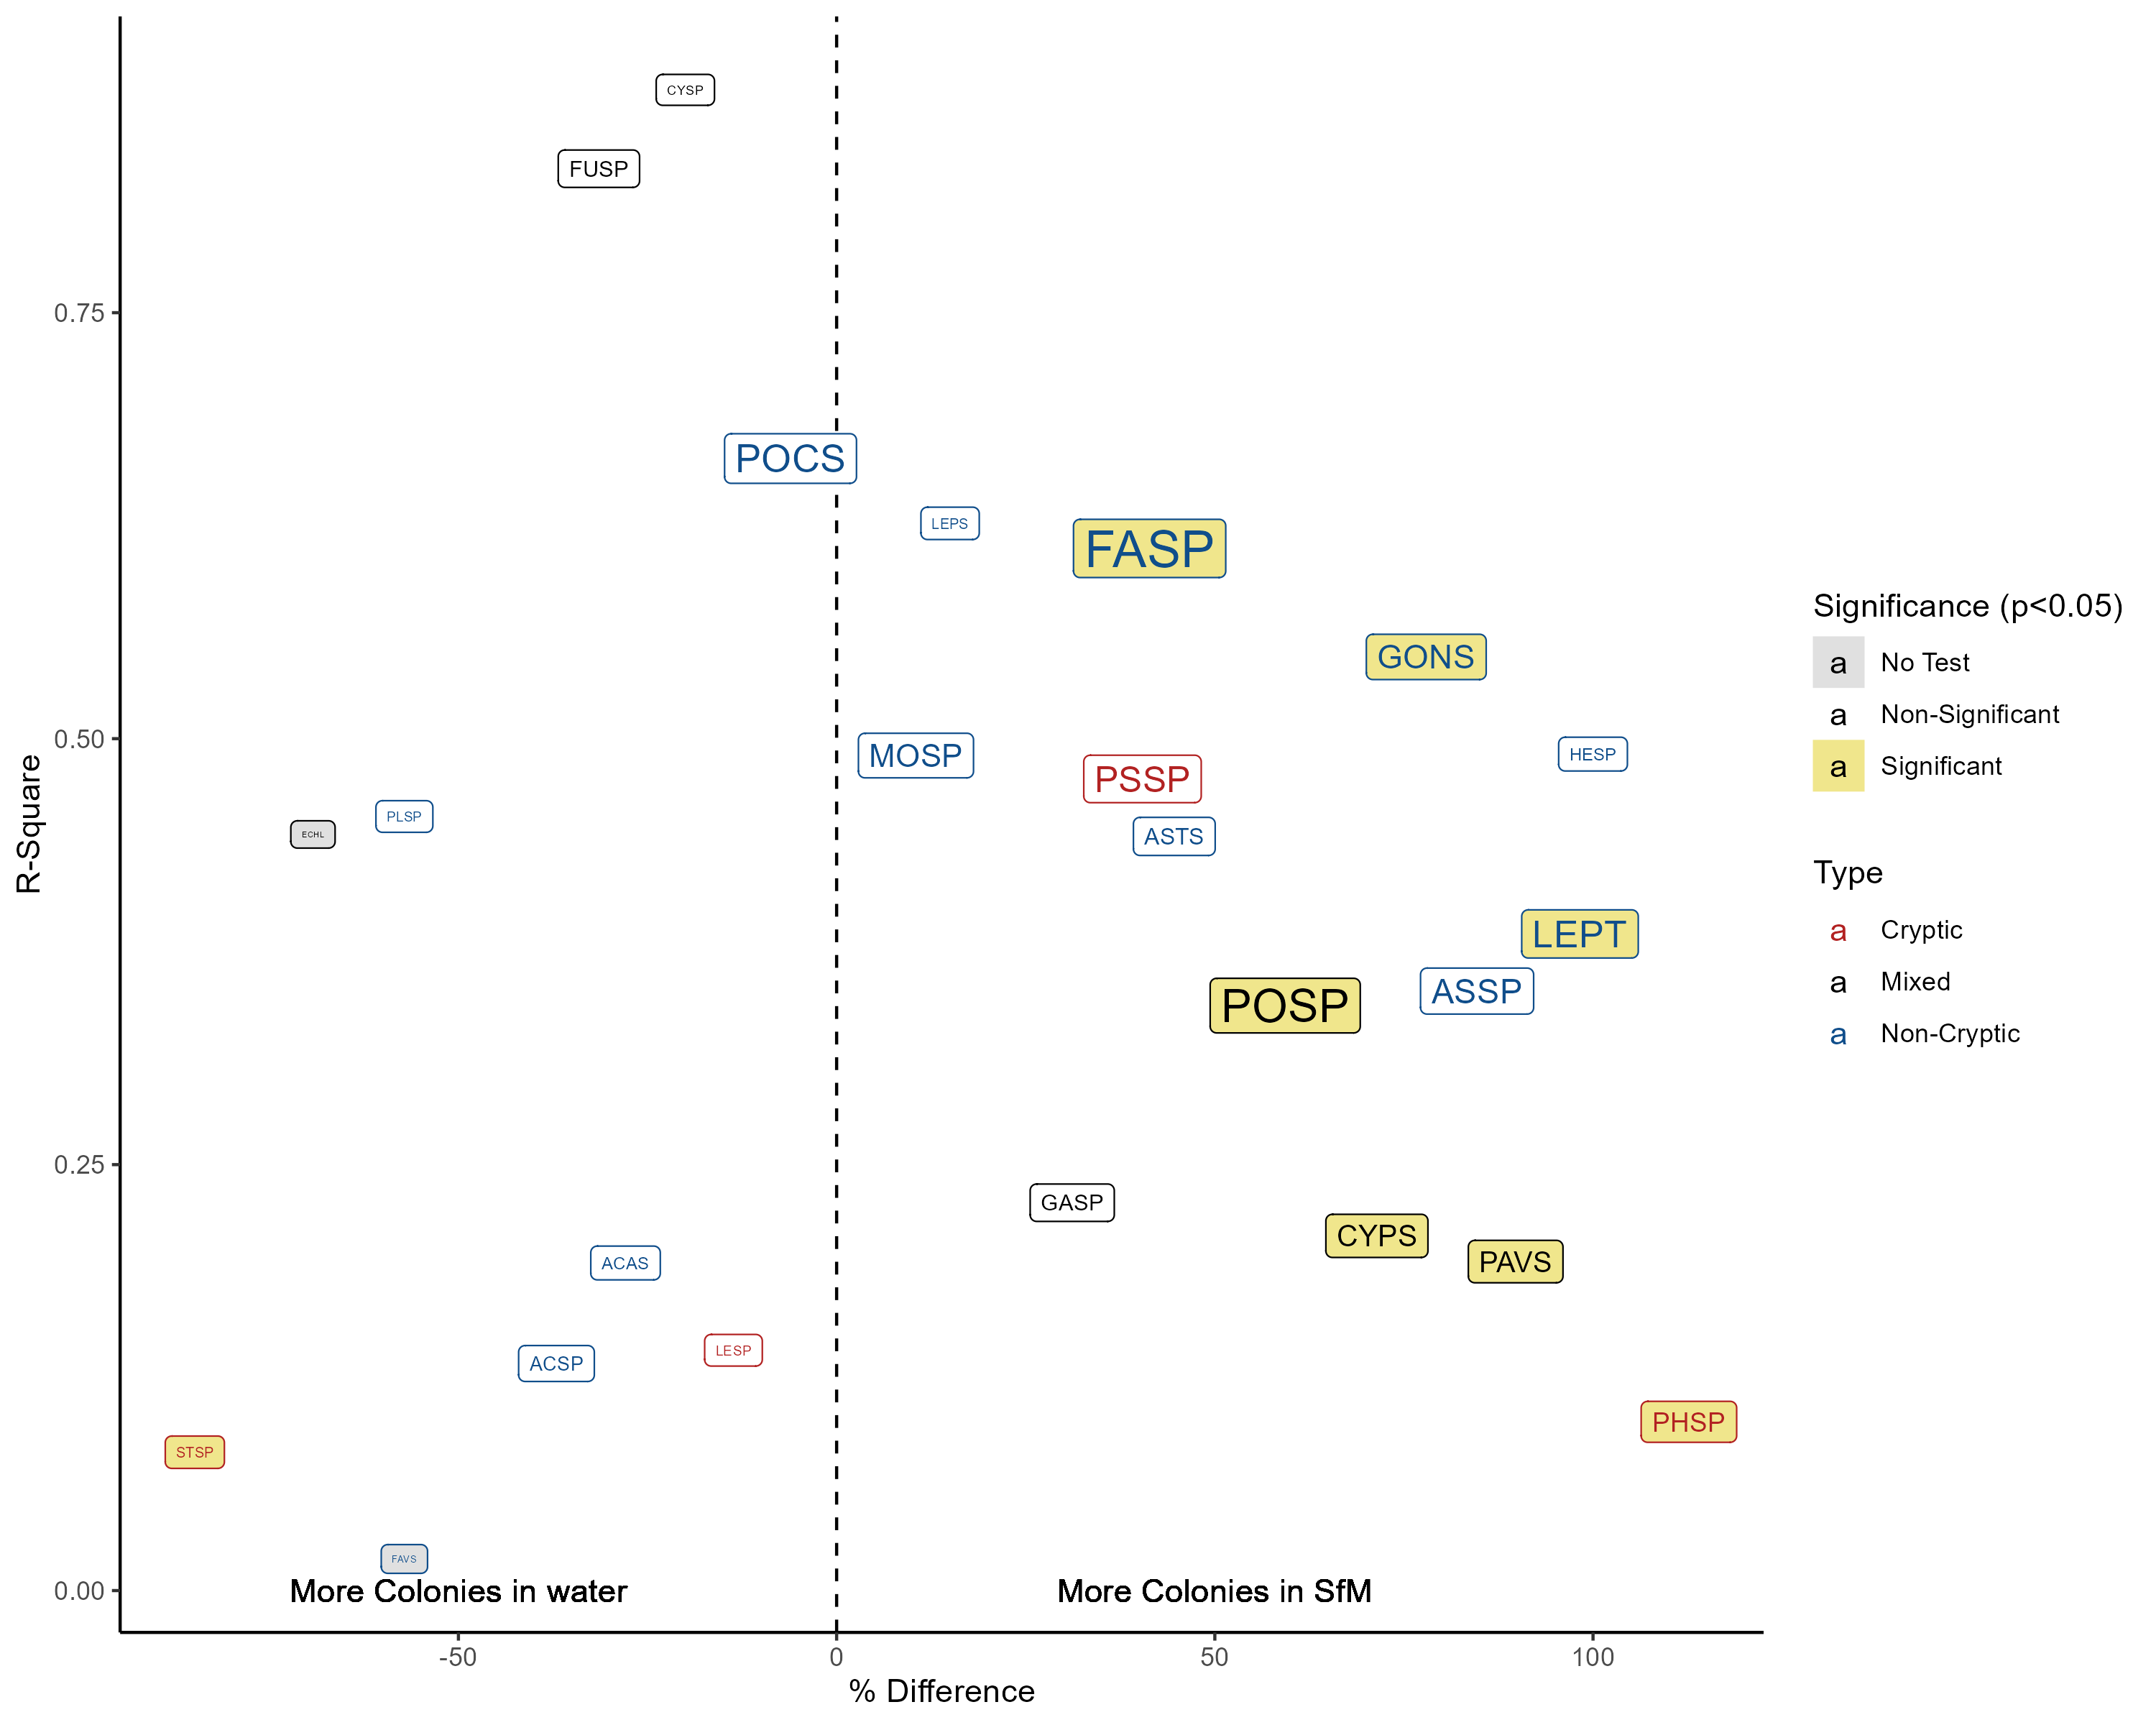 CYSP
FUSP
0.75
POCS
LEPS
FASP
Significance (p<0.05)
a No Test
GONS
a Non-Significant
0.50
MOSP
HESP
PSSP
a Significant
PLSP
ECHL
ASTS
R-Square
Type
a Cryptic
LEPT
a Mixed
ASSP
POSP
a Non-Cryptic
0.25
GASP
CYPS
ACAS
PAVS
LESP
ACSP
PHSP
STSP
FAVS
0.00
More Colonies in water
More Colonies in SfM
-50
0
50
100
% Difference